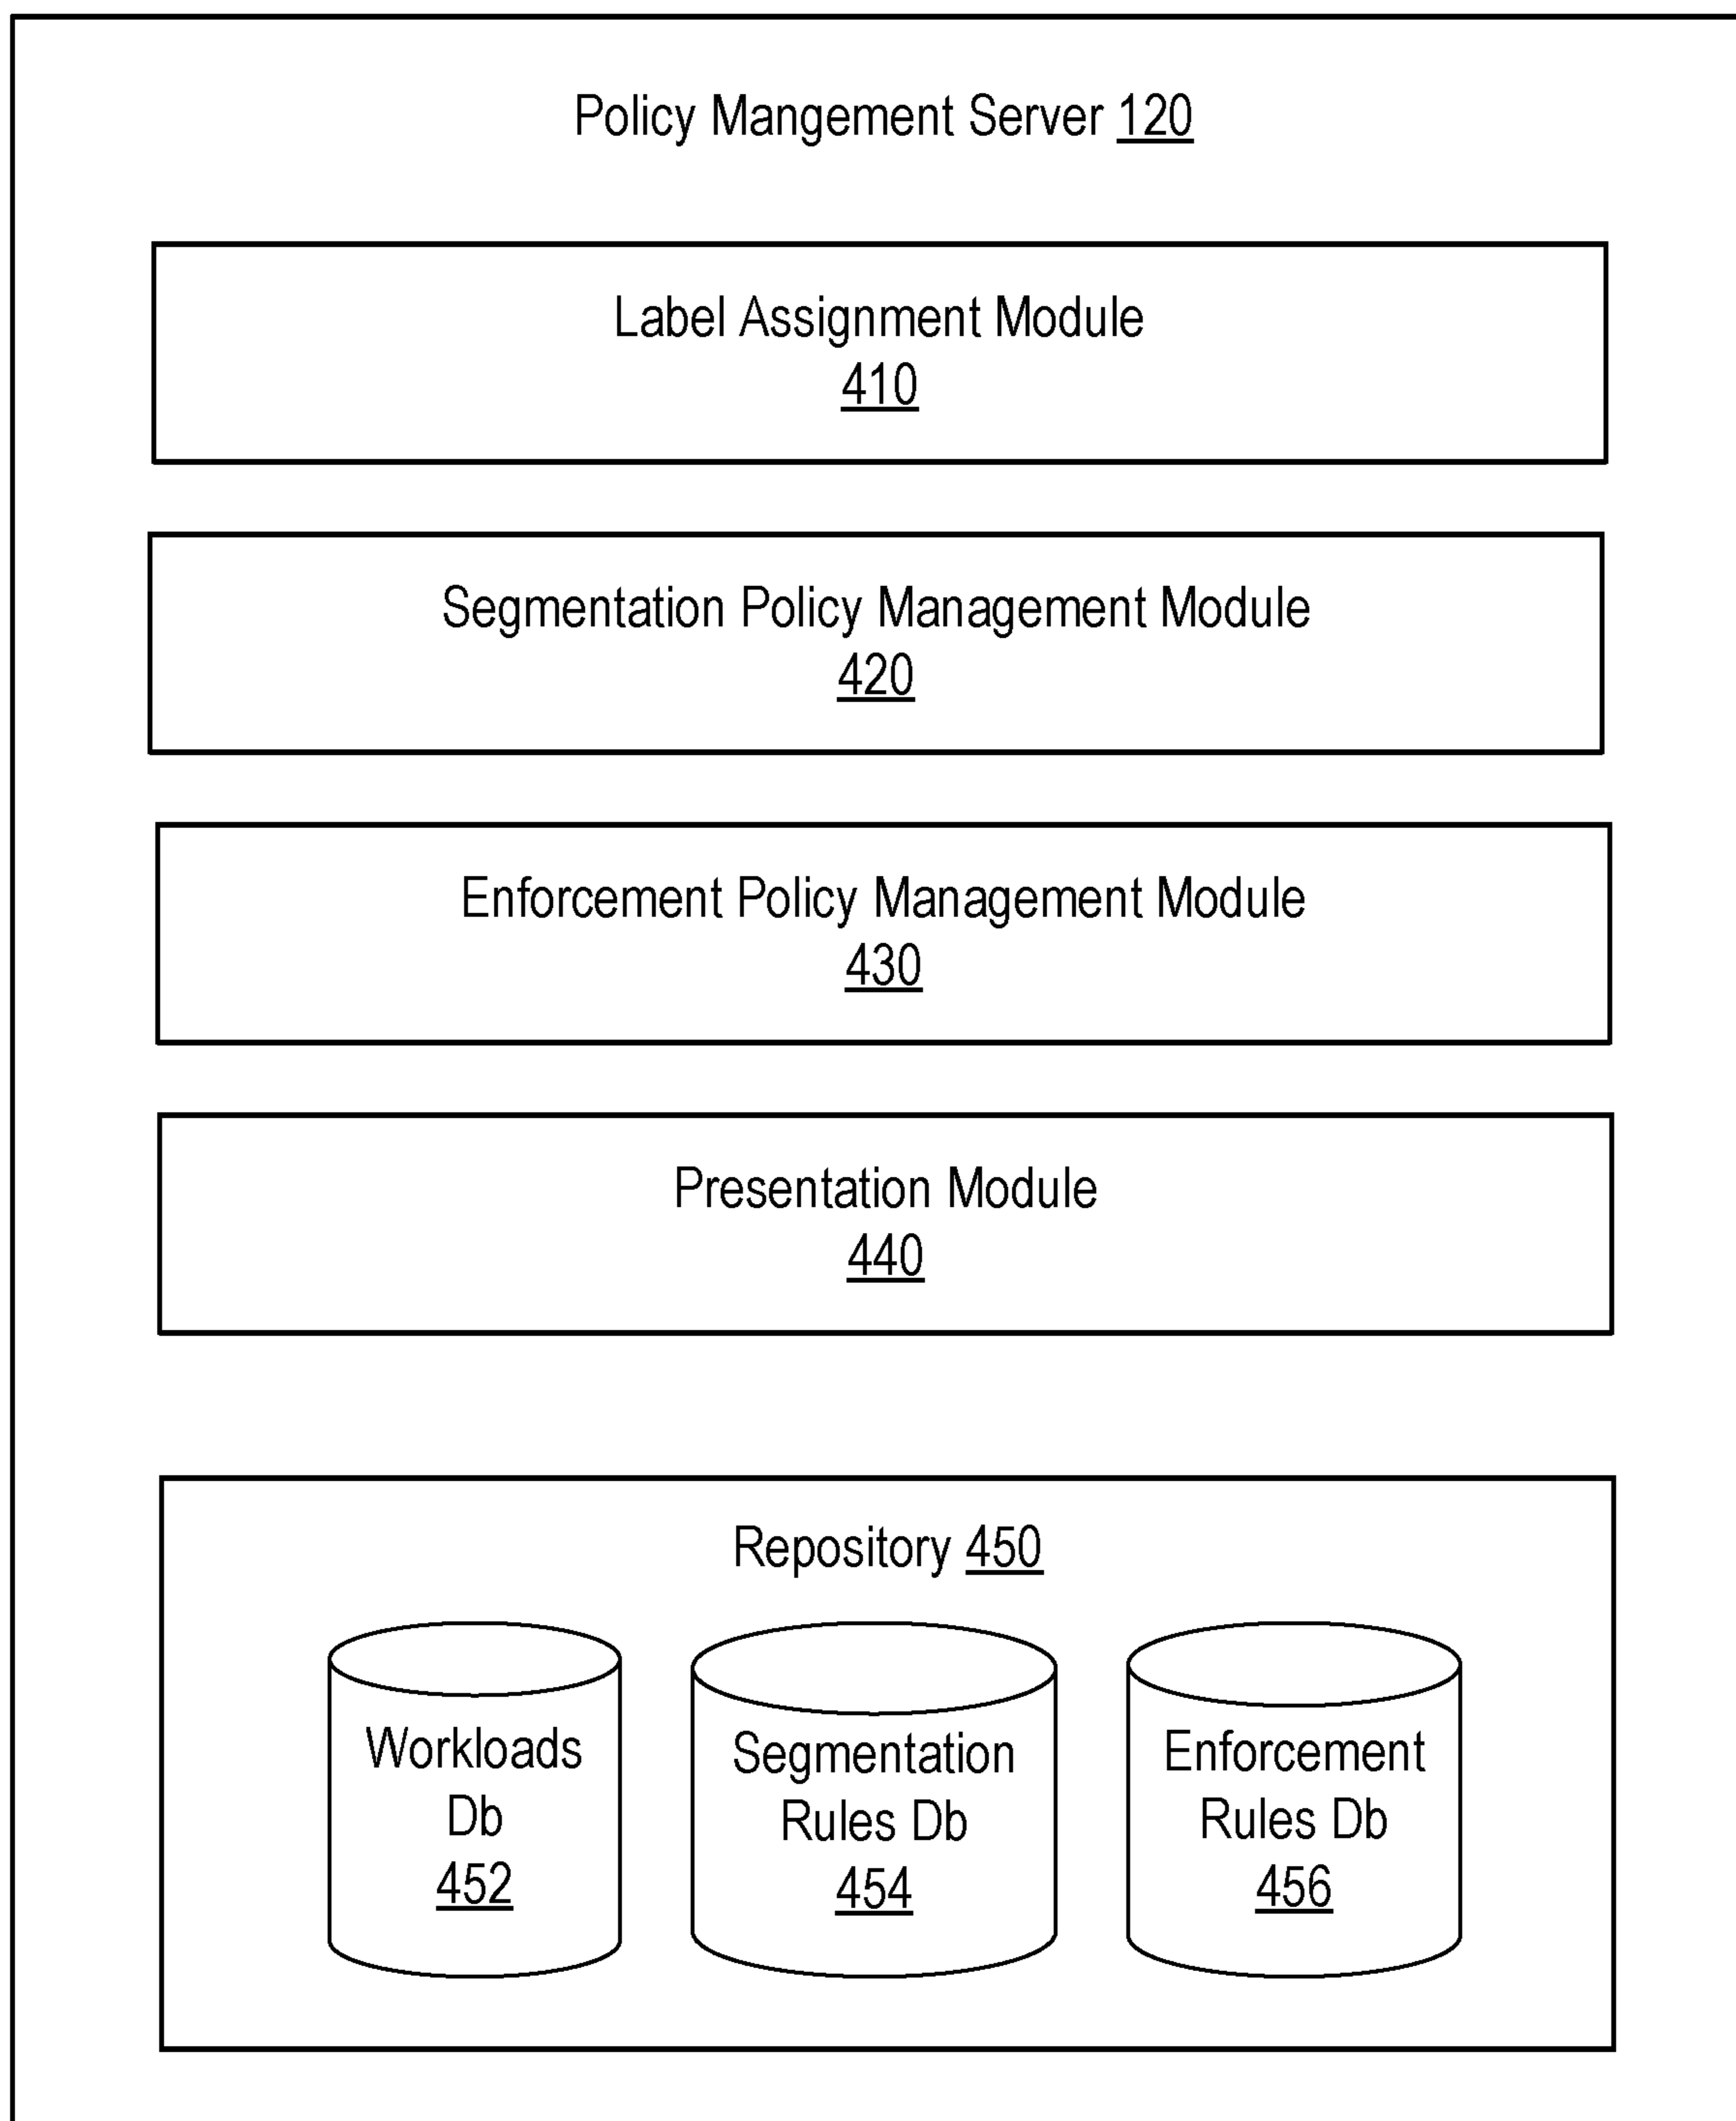 Policy Mangement Server 120
Label Assignment Module
410
Segmentation Policy Management Module
420
Enforcement Policy Management Module
430
Presentation Module
440
Repository 450
Workloads
Db
452
Segmentation
Rules Db
454
Enforcement
Rules Db
456